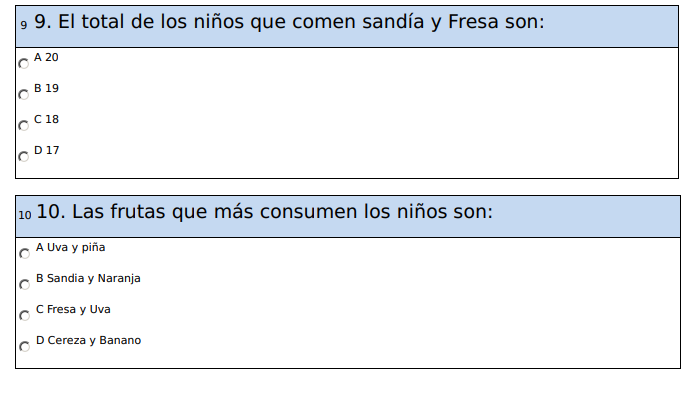 9 9. El total de los niños que comen sandía y Fresa son:
A 20
B 19
C 18
D 17
10 10. Las frutas que más consumen los niños son:
A Uva y piña
B Sandia y Naranja
C Fresa y Uva
D Cereza y Banano